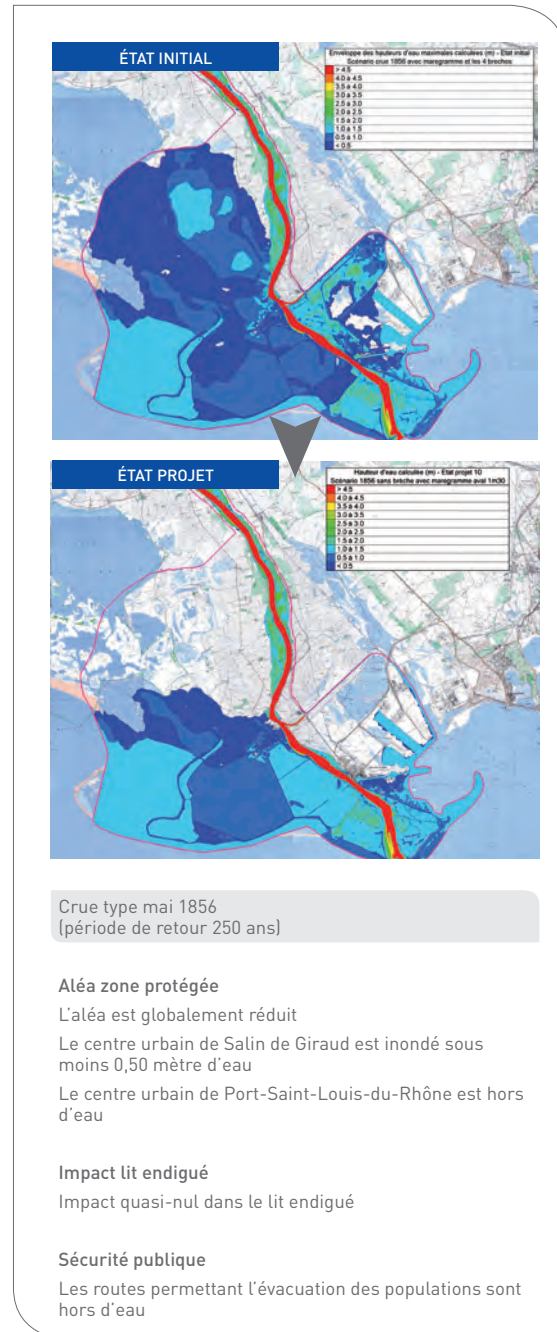 ÉTAT INITIAL
Enveloppe des hauteurs d'eau maximales calculées (m) - Etat initial
Scénario crue 1856 avec maregramme et les 4 breches
> 4.5
4.0 à 4.5
3.5 à 4.0
3.0 à 3.5
2.5 à 3.0
2.0 à 2.5
1.5 à 2.0
1.0 à 1.5
0.5 à 1.0
< 0.5
ÉTAT PROJET
Hauteur d'eau calculée (m) - Etat projet 10
Scénario 1856 sans brèche avec maregramme aval 1m30
> 4.5
4.0 à 4.5
3.5 à 4.0
3.0 à 3.5
2.5 à 3.0
2.0 à 2.5
1.5 à 2.0
1.0 à 1.5
0.5 à 1.0
< 0.5
Crue type mai 1856
(période de retour 250 ans)
Aléa zone protégée
L'aléa est globalement réduit
Le centre urbain de Salin de Giraud est inondé sous
moins 0,50 mètre d'eau
Le centre urbain de Port-Saint-Louis-du-Rhône est hors
d'eau
Impact lit endigué
Impact quasi-nul dans le lit endigué
Sécurité publique
Les routes permettant l'évacuation des populations sont
hors d'eau